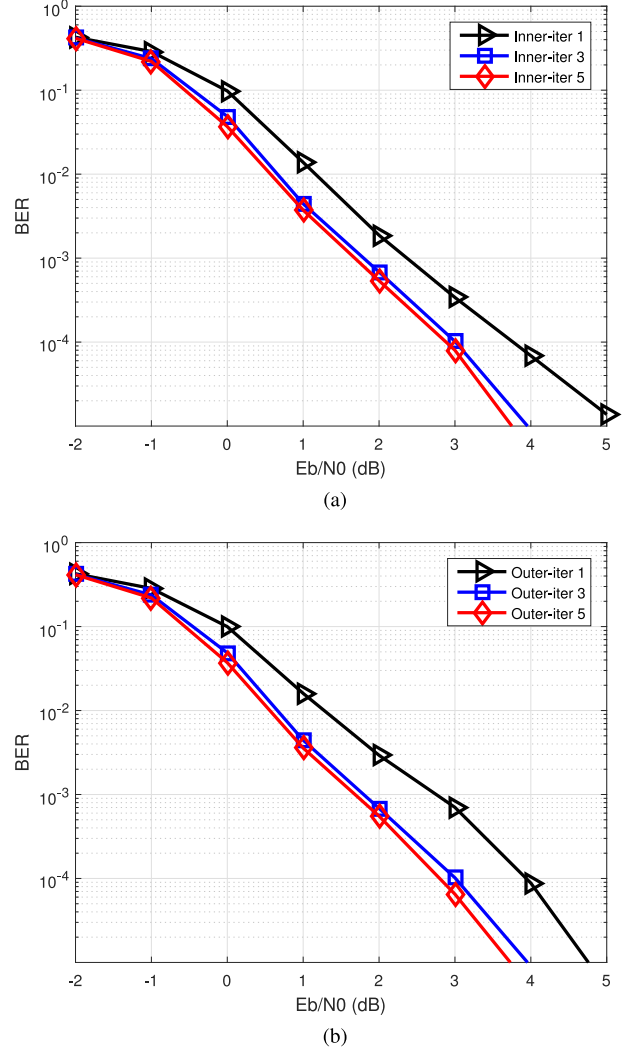 10^0
10^-1
10^-2
10^-3
10^-4
BER
-2 -1 0 1 2 3 4 5
Eb/N0 (dB)
Inner-iter 1
Inner-iter 3
Inner-iter 5
(a)
10^0
10^-1
10^-2
10^-3
10^-4
BER
-2 -1 0 1 2 3 4 5
Eb/N0 (dB)
Outer-iter 1
Outer-iter 3
Outer-iter 5
(b)